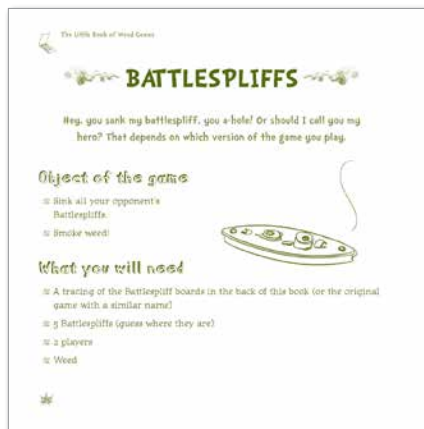 The Little Book of Weed Games
BATTLESPLIFFS
Hey, you sank my battlespliff, you a-hole! Or should I call you my
hero? That depends on which version of the game you play.
Object of the game
Sink all your opponent's
Battlespliffs.
Smoke weed!
What you will need
A tracing of the Battlespliff boards in the back of this book (or the original
game with a similar name)
5 Battlespliffs (guess where they are)
2 players
Weed